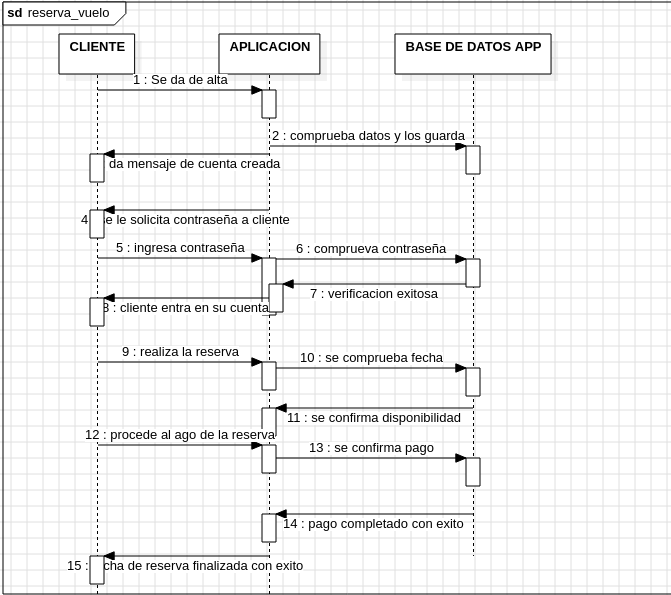 sd reserva_vuelo
CLIENTE
APLICACION
BASE DE DATOS APP
1 : Se da de alta
2 : comprueba datos y los guarda
da mensaje de cuenta creada
4 e le solicita contraseña a cliente
5 : ingresa contraseña
6 : comprueva contraseña
7 : verificacion exitosa
8 : cliente entra en su cuenta
9 : realiza la reserva
10 : se comprueba fecha
11 : se confirma disponibilidad
12 : procede al ago de la reserva
13 : se confirma pago
14 : pago completado con exito
15 : cha de reserva finalizada con exito